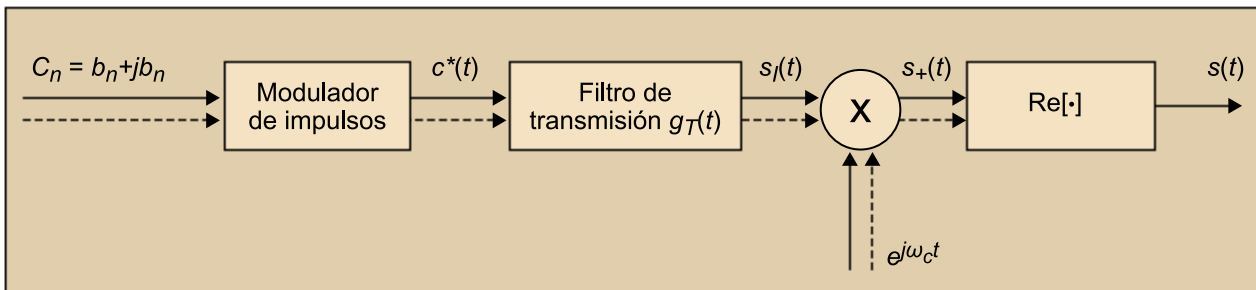 C_n = b_n+jb_n
Modulador
de impulsos
c*(t)
Filtro de
transmisión g_T(t)
s_l(t)
X
s_+(t)
Re[·]
s(t)
e^{jω_c t}